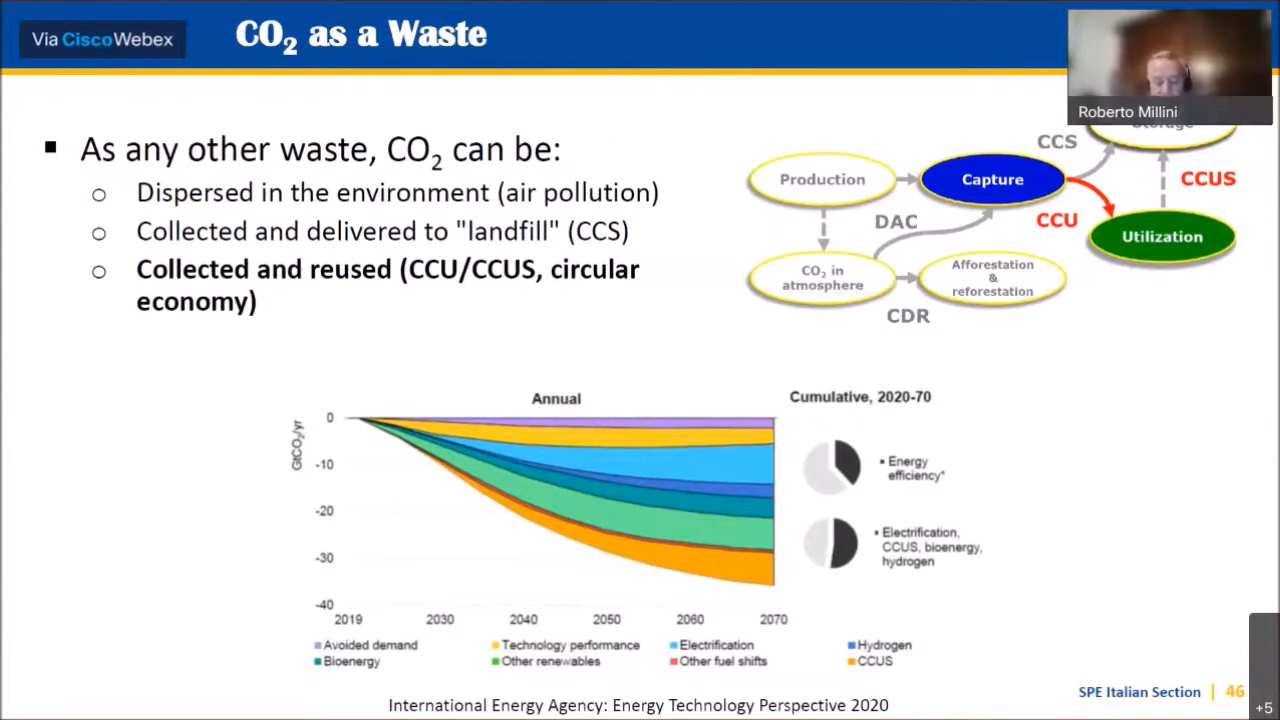 Via CiscoWebex
CO₂ as a Waste
Roberto Millini
▪ As any other waste, CO₂ can be:
o Dispersed in the environment (air pollution)
o Collected and delivered to "landfill" (CCS)
o Collected and reused (CCU/CCUS, circular
economy)
Storage
CCS
Production
Capture
CCUS
DAC
CCU
Utilization
CO₂ in
atmosphere
Afforestation
&
reforestation
CDR
Annual
Cumulative, 2020-70
GtCO₂/yr
0
-10
-20
-30
-40
2019 2030 2040 2050 2060 2070
▪ Energy
efficiency*
▪ Electrification,
CCUS, bioenergy,
hydrogen
Avoided demand Technology performance Electrification Hydrogen
Bioenergy Other renewables Other fuel shifts CCUS
SPE Italian Section | 46
International Energy Agency: Energy Technology Perspective 2020
+5